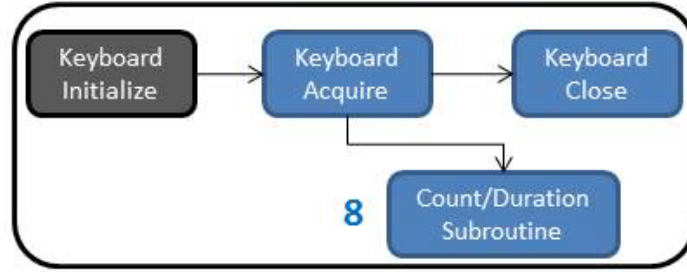 Keyboard
Initialize
Keyboard
Acquire
Keyboard
Close
8
Count/Duration
Subroutine